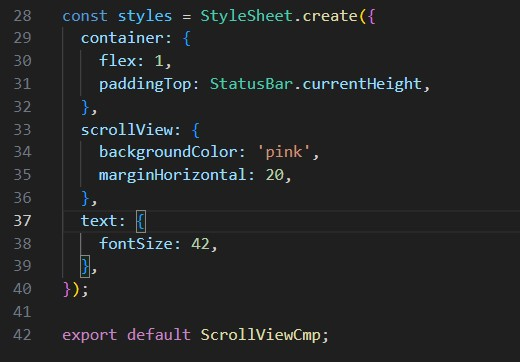 28 const styles = StyleSheet.create({
29   container: {
30     flex: 1,
31     paddingTop: StatusBar.currentHeight,
32   },
33   scrollView: {
34     backgroundColor: 'pink',
35     marginHorizontal: 20,
36   },
37   text: {
38     fontSize: 42,
39   },
40 });
41
42 export default ScrollViewCmp;